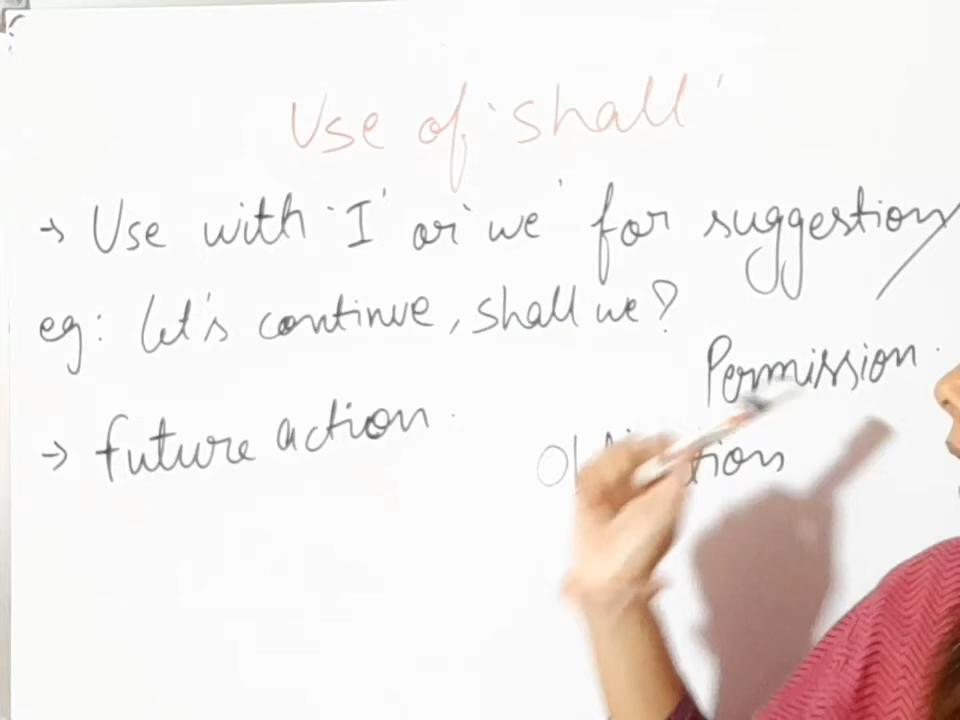 Use of 'shall'
→ Use with 'I' or 'we' for suggestion/
eg: Let's continue, shall we?
Permission.
→ future action.